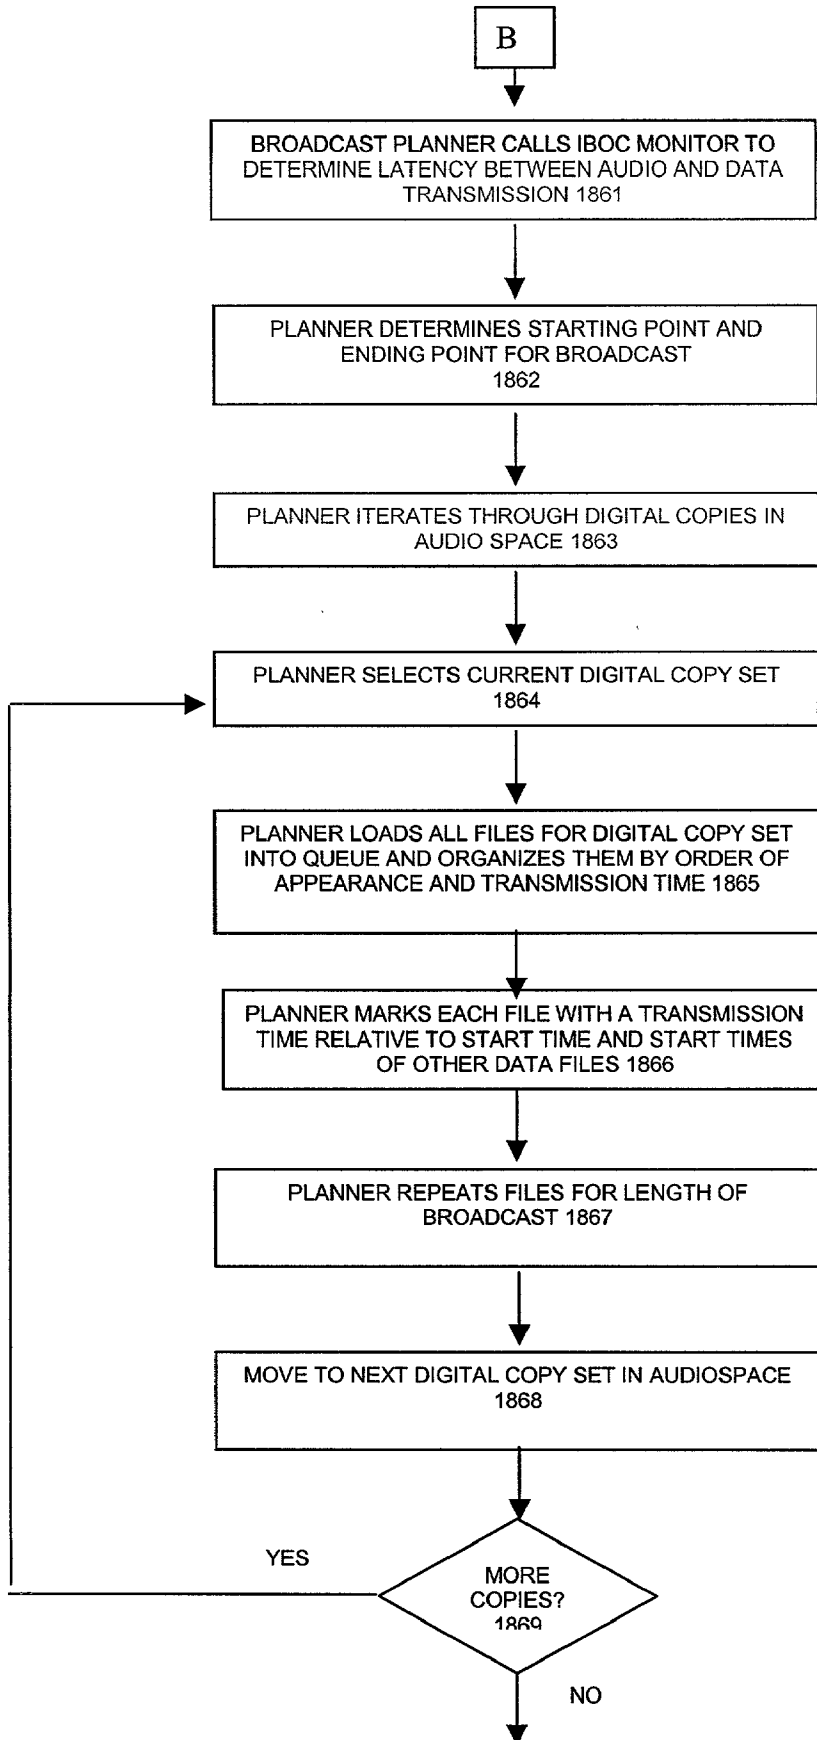 B
BROADCAST PLANNER CALLS IBOC MONITOR TO
DETERMINE LATENCY BETWEEN AUDIO AND DATA
TRANSMISSION 1861
PLANNER DETERMINES STARTING POINT AND
ENDING POINT FOR BROADCAST
1862
PLANNER ITERATES THROUGH DIGITAL COPIES IN
AUDIO SPACE 1863
PLANNER SELECTS CURRENT DIGITAL COPY SET
1864
PLANNER LOADS ALL FILES FOR DIGITAL COPY SET
INTO QUEUE AND ORGANIZES THEM BY ORDER OF
APPEARANCE AND TRANSMISSION TIME 1865
PLANNER MARKS EACH FILE WITH A TRANSMISSION
TIME RELATIVE TO START TIME AND START TIMES
OF OTHER DATA FILES 1866
PLANNER REPEATS FILES FOR LENGTH OF
BROADCAST 1867
MOVE TO NEXT DIGITAL COPY SET IN AUDIOSPACE
1868
YES
MORE
COPIES?
1869
NO